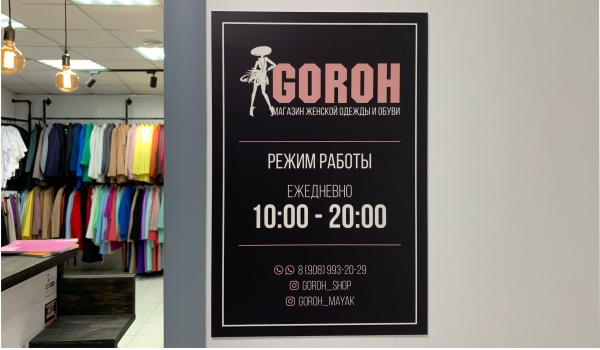 GOROH
МАГАЗИН ЖЕНСКОЙ ОДЕЖДЫ И ОБУВИ
РЕЖИМ РАБОТЫ
ЕЖЕДНЕВНО
10:00 - 20:00
8 (908) 993-20-29
GOROH_SHOP
GOROH_MAYAK